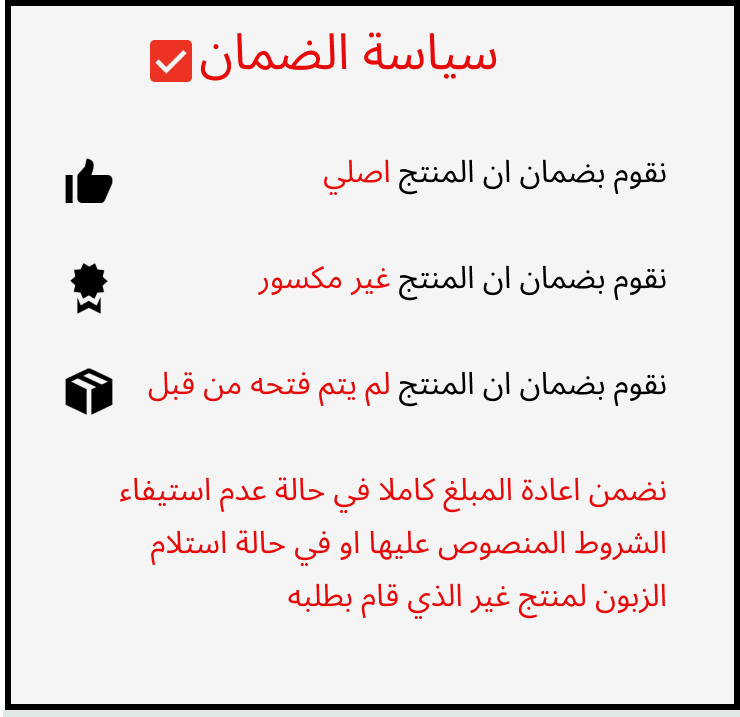 سياسة الضمان
نقوم بضمان ان المنتج اصلي
نقوم بضمان ان المنتج غير مكسور
نقوم بضمان ان المنتج لم يتم فتحه من قبل
نضمن اعادة المبلغ كاملا في حالة عدم استيفاء
الشروط المنصوص عليها او في حالة استلام
الزبون لمنتج غير الذي قام بطلبه